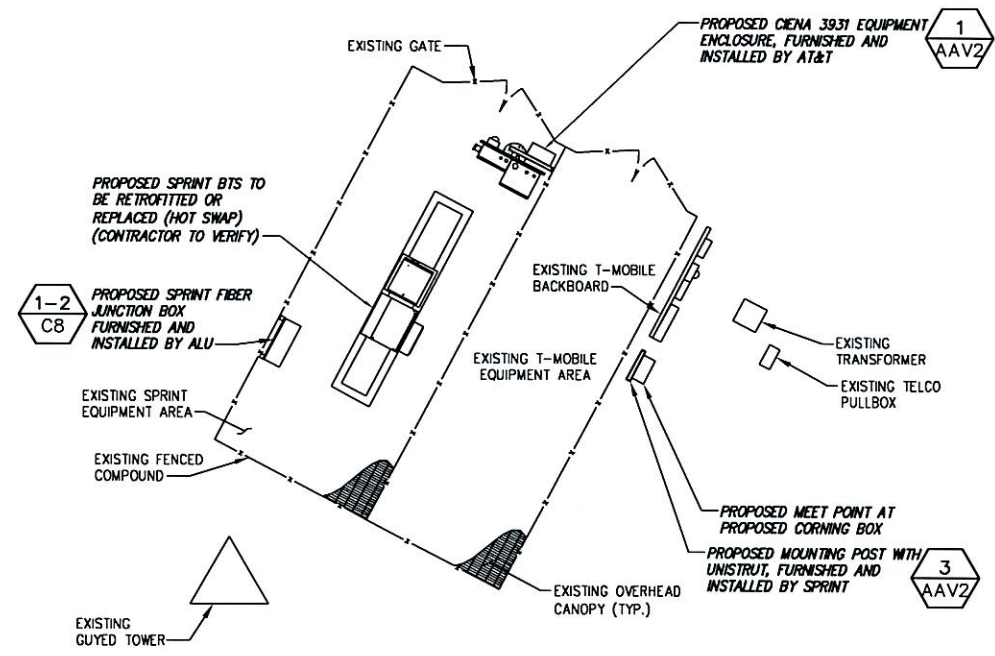 PROPOSED CIENA 3931 EQUIPMENT
ENCLOSURE, FURNISHED AND
INSTALLED BY AT&T
1
AAV2
EXISTING GATE
PROPOSED SPRINT BTS TO
BE RETROFITTED OR
REPLACED (HOT SWAP)
(CONTRACTOR TO VERIFY)
1-2
C8
PROPOSED SPRINT FIBER
JUNCTION BOX
FURNISHED AND
INSTALLED BY ALU
EXISTING T-MOBILE
BACKBOARD
EXISTING T-MOBILE
EQUIPMENT AREA
EXISTING
TRANSFORMER
EXISTING TELCO
PULLBOX
EXISTING SPRINT
EQUIPMENT AREA
EXISTING FENCED
COMPOUND
PROPOSED MEET POINT AT
PROPOSED CORNING BOX
PROPOSED MOUNTING POST WITH
UNISTRUT, FURNISHED AND
INSTALLED BY SPRINT
3
AAV2
EXISTING OVERHEAD
CANOPY (TYP.)
EXISTING
GUYED TOWER